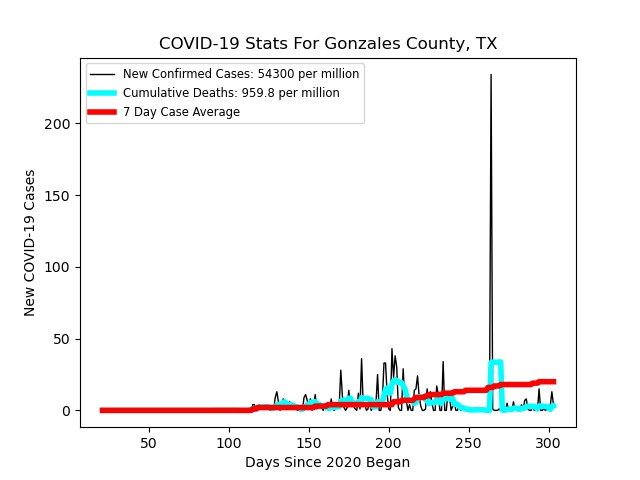 COVID-19 Stats For Gonzales County, TX
New Confirmed Cases: 54300 per million
Cumulative Deaths: 959.8 per million
7 Day Case Average
New COVID-19 Cases
200
150
100
50
0
50 100 150 200 250 300
Days Since 2020 Began